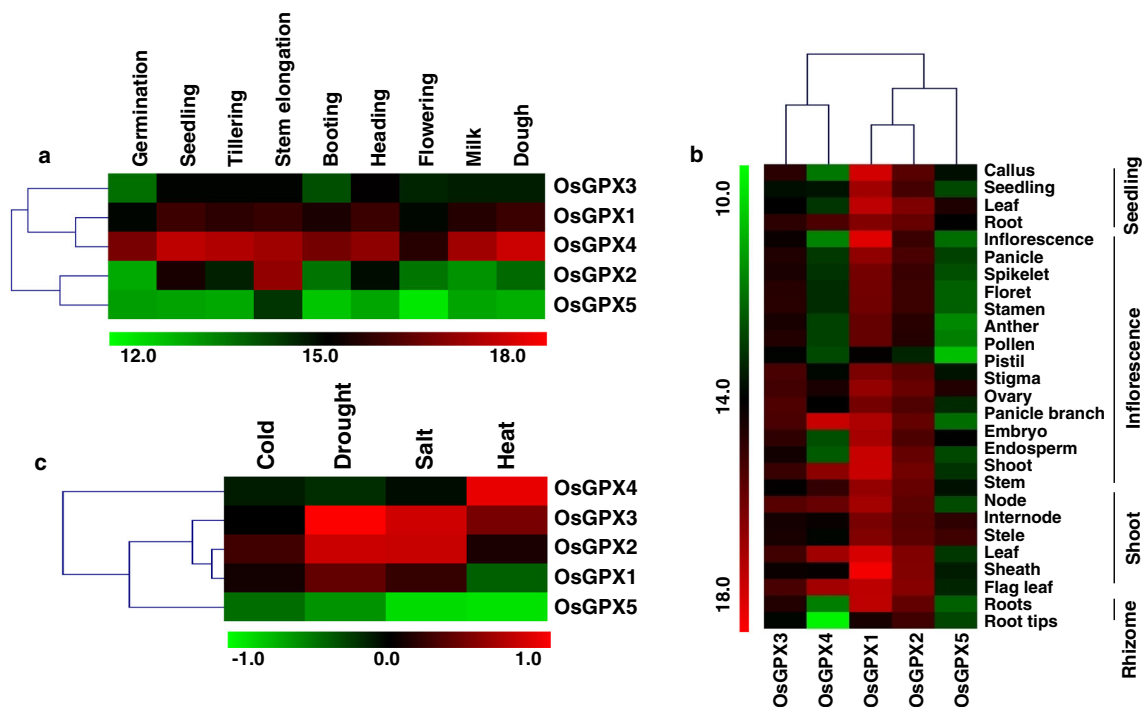 a
Germination
Seedling
Tillering
Stem elongation
Booting
Heading
Flowering
Milk
Dough
OsGPX3
OsGPX1
OsGPX4
OsGPX2
OsGPX5
12.0 15.0 18.0
b
10.0
14.0
18.0
Callus
Seedling
Leaf
Root
Inflorescence
Panicle
Spikelet
Floret
Stamen
Anther
Pollen
Pistil
Stigma
Ovary
Panicle branch
Embryo
Endosperm
Shoot
Stem
Node
Internode
Stele
Leaf
Sheath
Flag leaf
Roots
Root tips
Seedling
Inflorescence
Shoot
Rhizome
OsGPX3
OsGPX4
OsGPX1
OsGPX2
OsGPX5
c
Cold
Drought
Salt
Heat
OsGPX4
OsGPX3
OsGPX2
OsGPX1
OsGPX5
-1.0 0.0 1.0